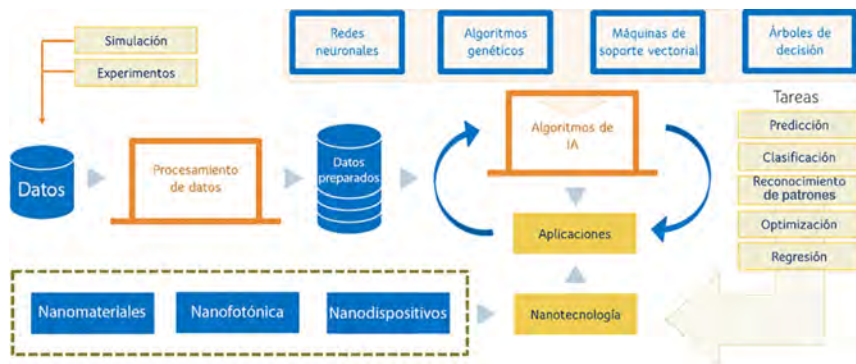 Simulación
Experimentos
Redes
neuronales
Algoritmos
genéticos
Máquinas de
soporte vectorial
Árboles de
decisión
Tareas
Predicción
Clasificación
Reconocimiento
de patrones
Optimización
Regresión
Datos
Procesamiento
de datos
Datos
preparados
Algoritmos de
IA
Aplicaciones
Nanomateriales
Nanofotónica
Nanodispositivos
Nanotecnología